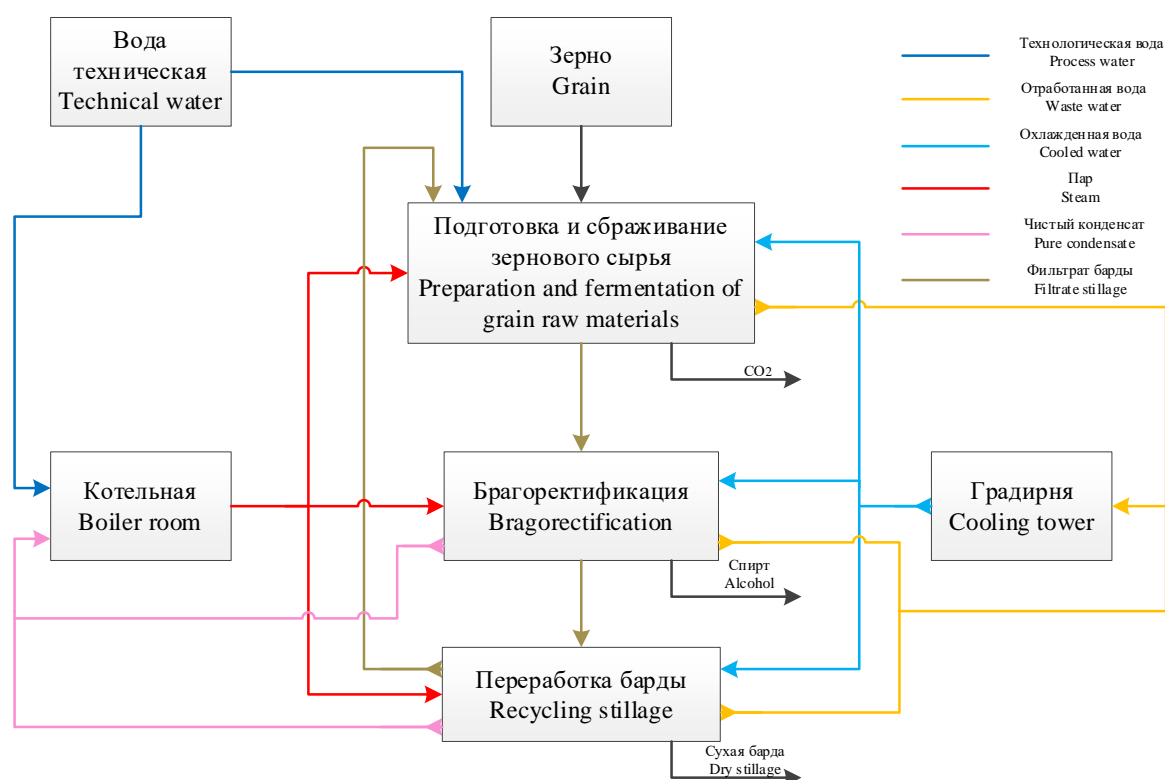 Вода
техническая
Technical water
Зерно
Grain
Технологическая вода
Process water
Отработанная вода
Waste water
Охлажденная вода
Cooled water
Пар
Steam
Чистый конденсат
Pure condensate
Фильтрат барды
Filtrate stillage
Подготовка и сбраживание
зернового сырья
Preparation and fermentation of
grain raw materials
CO2
Котельная
Boiler room
Брагоректификация
Bragorectification
Градирня
Cooling tower
Спирт
Alcohol
Переработка барды
Recycling stillage
Сухая барда
Dry stillage